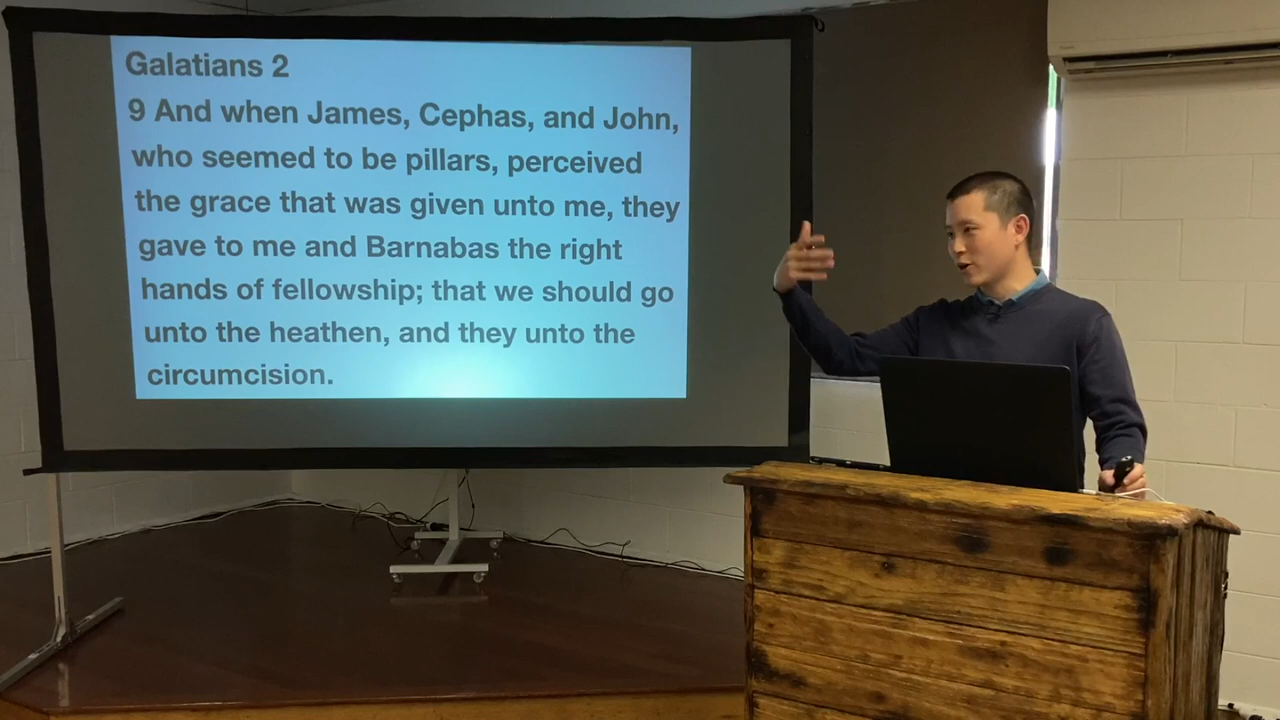 Galatians 2
9 And when James, Cephas, and John,
who seemed to be pillars, perceived
the grace that was given unto me, they
gave to me and Barnabas the right
hands of fellowship; that we should go
unto the heathen, and they unto the
circumcision.